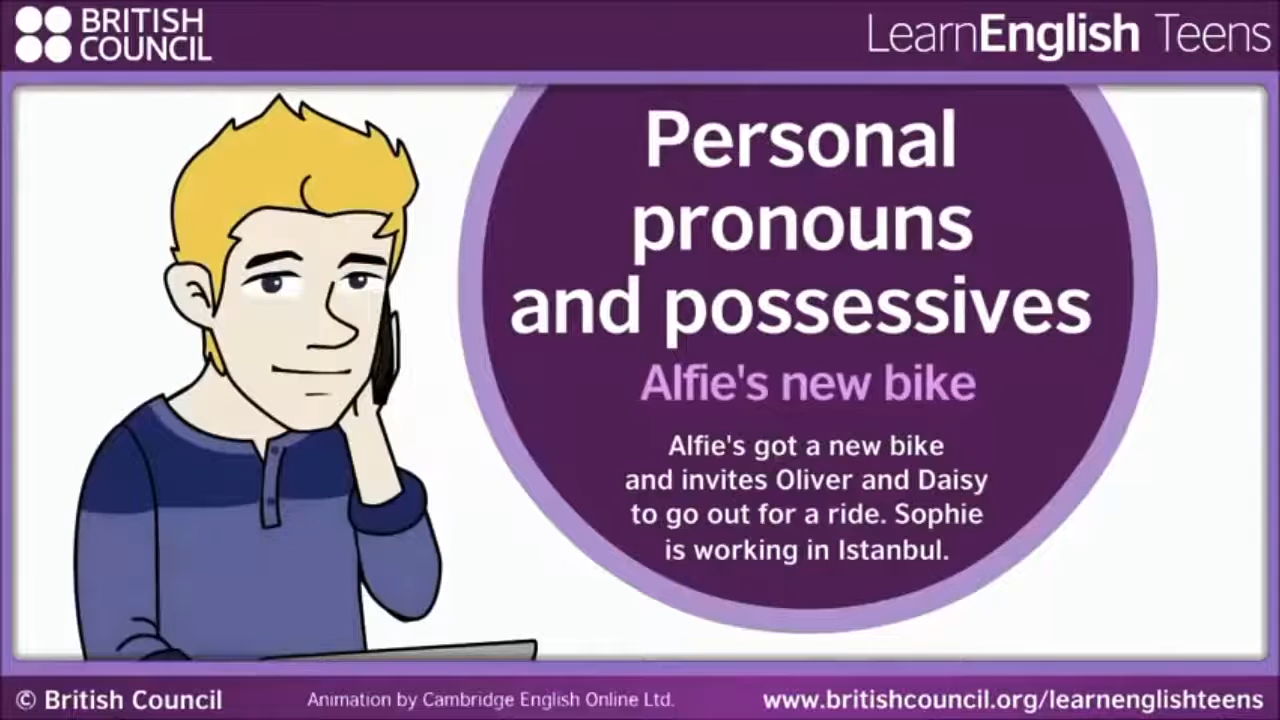 BRITISH
COUNCIL
LearnEnglish Teens
Personal
pronouns
and possessives
Alfie's new bike
Alfie's got a new bike
and invites Oliver and Daisy
to go out for a ride. Sophie
is working in Istanbul.
© British Council
Animation by Cambridge English Online Ltd.
www.britishcouncil.org/learnenglishteens